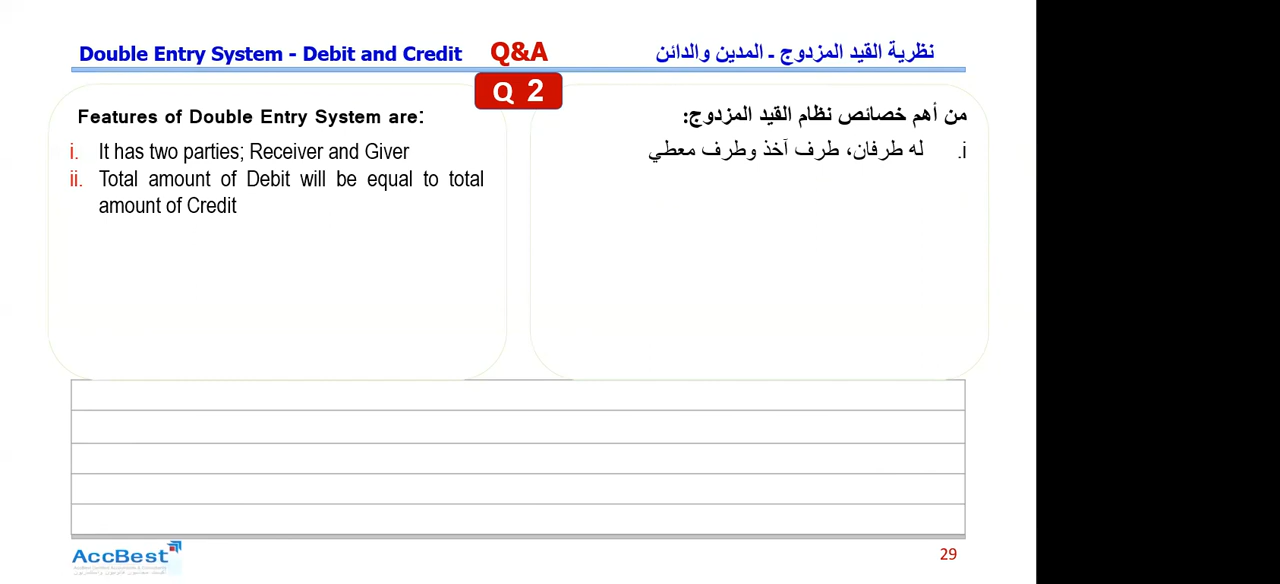 Double Entry System - Debit and Credit
Q&A
نظرية القيد المزدوج - المدين والدائن
Q 2
Features of Double Entry System are:
i. It has two parties; Receiver and Giver
ii. Total amount of Debit will be equal to total
amount of Credit
من أهم خصائص نظام القيد المزدوج:
i. له طرفان، طرف آخذ وطرف معطي
AccBest
29